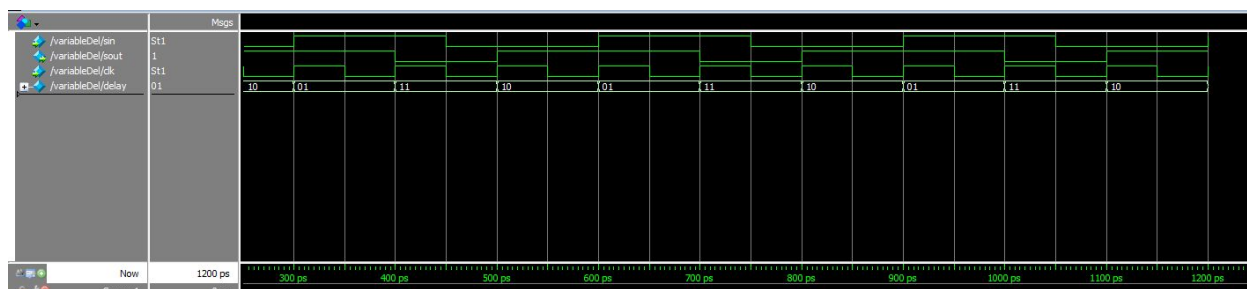 Msgs
/variableDel/sin St1
/variableDel/sout 1
/variableDel/clk St1
/variableDel/delay 01 10 01 11 10 01 11 10 01 11 10
Now 1200 ps 300 ps 400 ps 500 ps 600 ps 700 ps 800 ps 900 ps 1000 ps 1100 ps 1200 ps